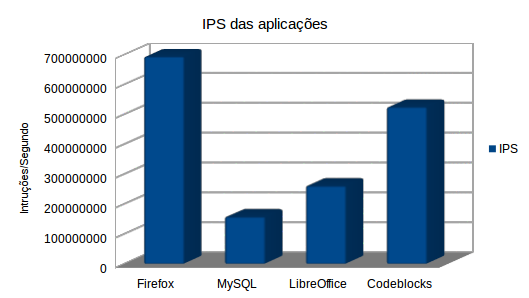 IPS das aplicações
Intruções/Segundo
700000000
600000000
500000000
400000000
300000000
200000000
100000000
0
Firefox MySQL LibreOffice Codeblocks
IPS